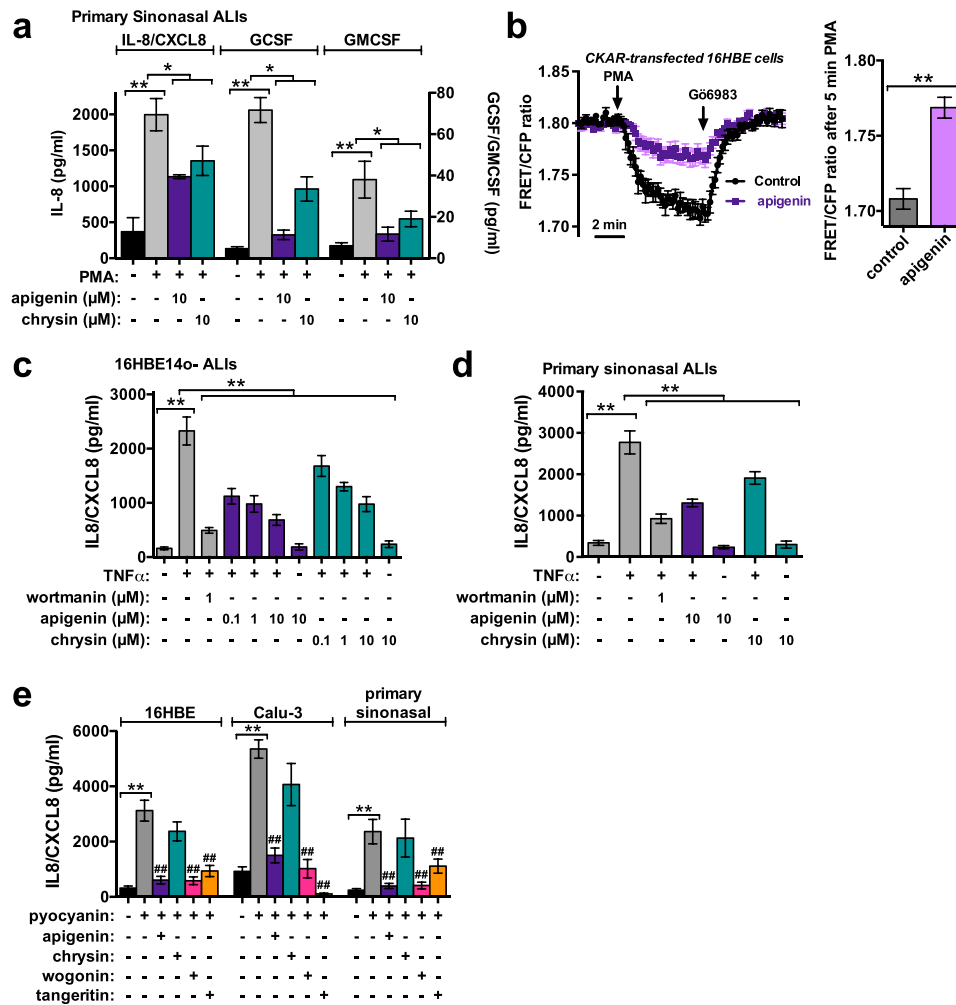 a
Primary Sinonasal ALIs
IL-8/CXCL8 GCSF GMCSF
** * ** * ** *
IL-8 (pg/ml)
2000
1500
1000
500
0
80
60
40
20
0
GCSF/GMCSF (pg/ml)
PMA: - + + + - + + + - + + +
apigenin (µM): - - 10 - - - 10 - - - 10 -
chrysin (µM): - - - 10 - - - 10 - - - 10
b
CKAR-transfected 16HBE cells
PMA
Gö6983
FRET/CFP ratio
1.85
1.80
1.75
1.70
Control
apigenin
2 min
FRET/CFP ratio after 5 min PMA
**
1.80
1.75
1.70
control
apigenin
c
16HBE14o- ALIs
IL8/CXCL8 (pg/ml)
3000
2000
1000
0
** **
TNFα: - + + + + + - + + + -
wortmanin (µM): - - 1 - - - - - - - -
apigenin (µM): - - - 0.1 1 10 10 - - - -
chrysin (µM): - - - - - - - 0.1 1 10 10
d
Primary sinonasal ALIs
IL8/CXCL8 (pg/ml)
4000
3000
2000
1000
0
** **
TNFα: - + + + - + -
wortmanin (µM): - - 1 - - - -
apigenin (µM): - - - 10 10 - -
chrysin (µM): - - - - - 10 10
e
16HBE Calu-3 primary
sinonasal
IL8/CXCL8 (pg/ml)
6000
4000
2000
0
** ## ## ## ** ## ## ## ** ## ## ##
pyocyanin: - + + + + + - + + + + + - + + + + +
apigenin: - - + - - - - - + - - - - - + - - -
chrysin: - - - + - - - - - + - - - - - + - -
wogonin: - - - - + - - - - - + - - - - - + -
tangeritin: - - - - - + - - - - - + - - - - - +